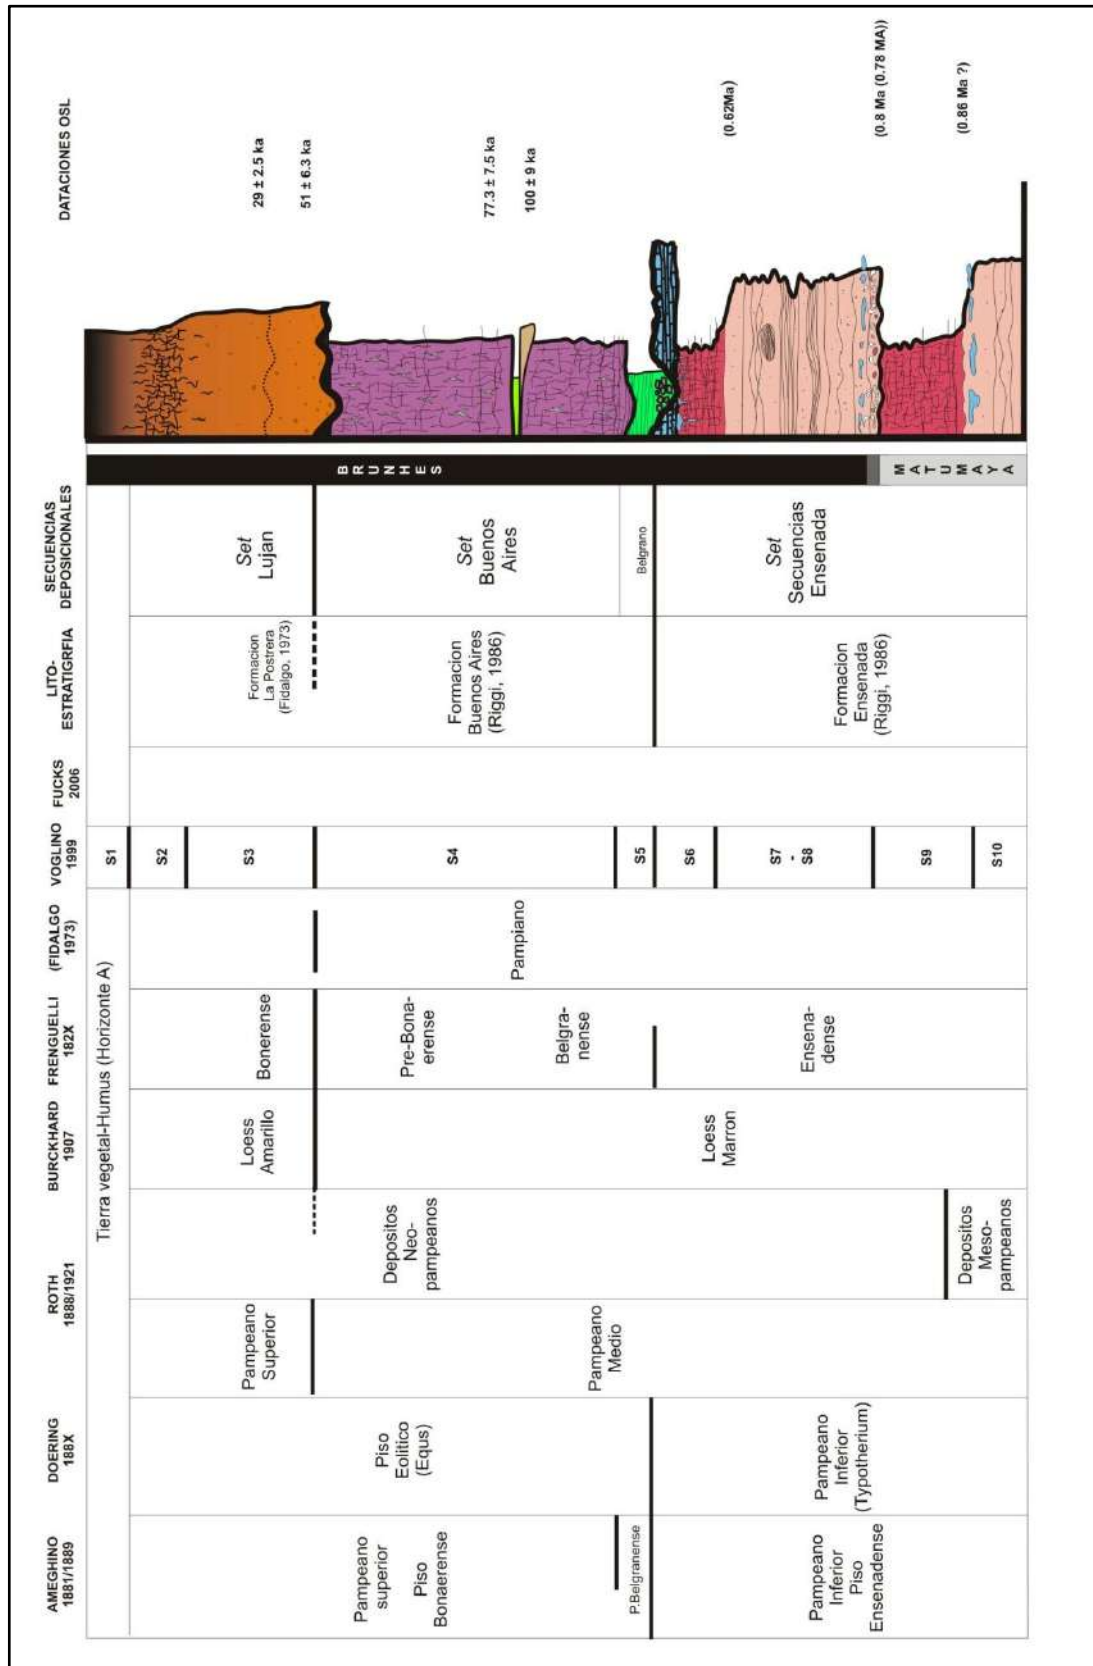 AMEGHINO
1881/1889
DOERING
188X
ROTH
1888/1921
BURCKHARD
1907
FRENGUELLI
182X
(FIDALGO
1973)
VOGLINO
1999
FUCKS
2006
LITO-
ESTRATIGRFIA
SECUENCIAS
DEPOSICIONALES
DATACIONES OSL
Tierra vegetal-Humus (Horizonte A)
Pampeano
superior
Piso
Bonaerense
P.Belgranense
Pampeano
Inferior
Piso
Ensenadense
Piso
Eolitico
(Equs)
Pampeano
Inferior
(Typotherium)
Pampeano
Superior
Pampeano
Medio
Depositos
Neo-
pampeanos
Depositos
Meso-
pampeanos
Loess
Amarillo
Loess
Marron
Bonerense
Pre-Bona-
erense
Belgra-
nense
Ensena-
dense
Pampiano
S1
S2
S3
S4
S5
S6
S7
-
S8
S9
S10
Formacion
La Postrera
(Fidalgo, 1973)
Formacion
Buenos Aires
(Riggi, 1986)
Formacion
Ensenada
(Riggi, 1986)
Set
Lujan
Set
Buenos
Aires
Belgrano
Set
Secuencias
Ensenada
BRUNHES
MATUMAYA
29 ± 2.5 ka
51 ± 6.3 ka
77.3 ± 7.5 ka
100 ± 9 ka
(0.62Ma)
(0.8 Ma (0.78 MA))
(0.86 Ma ?)